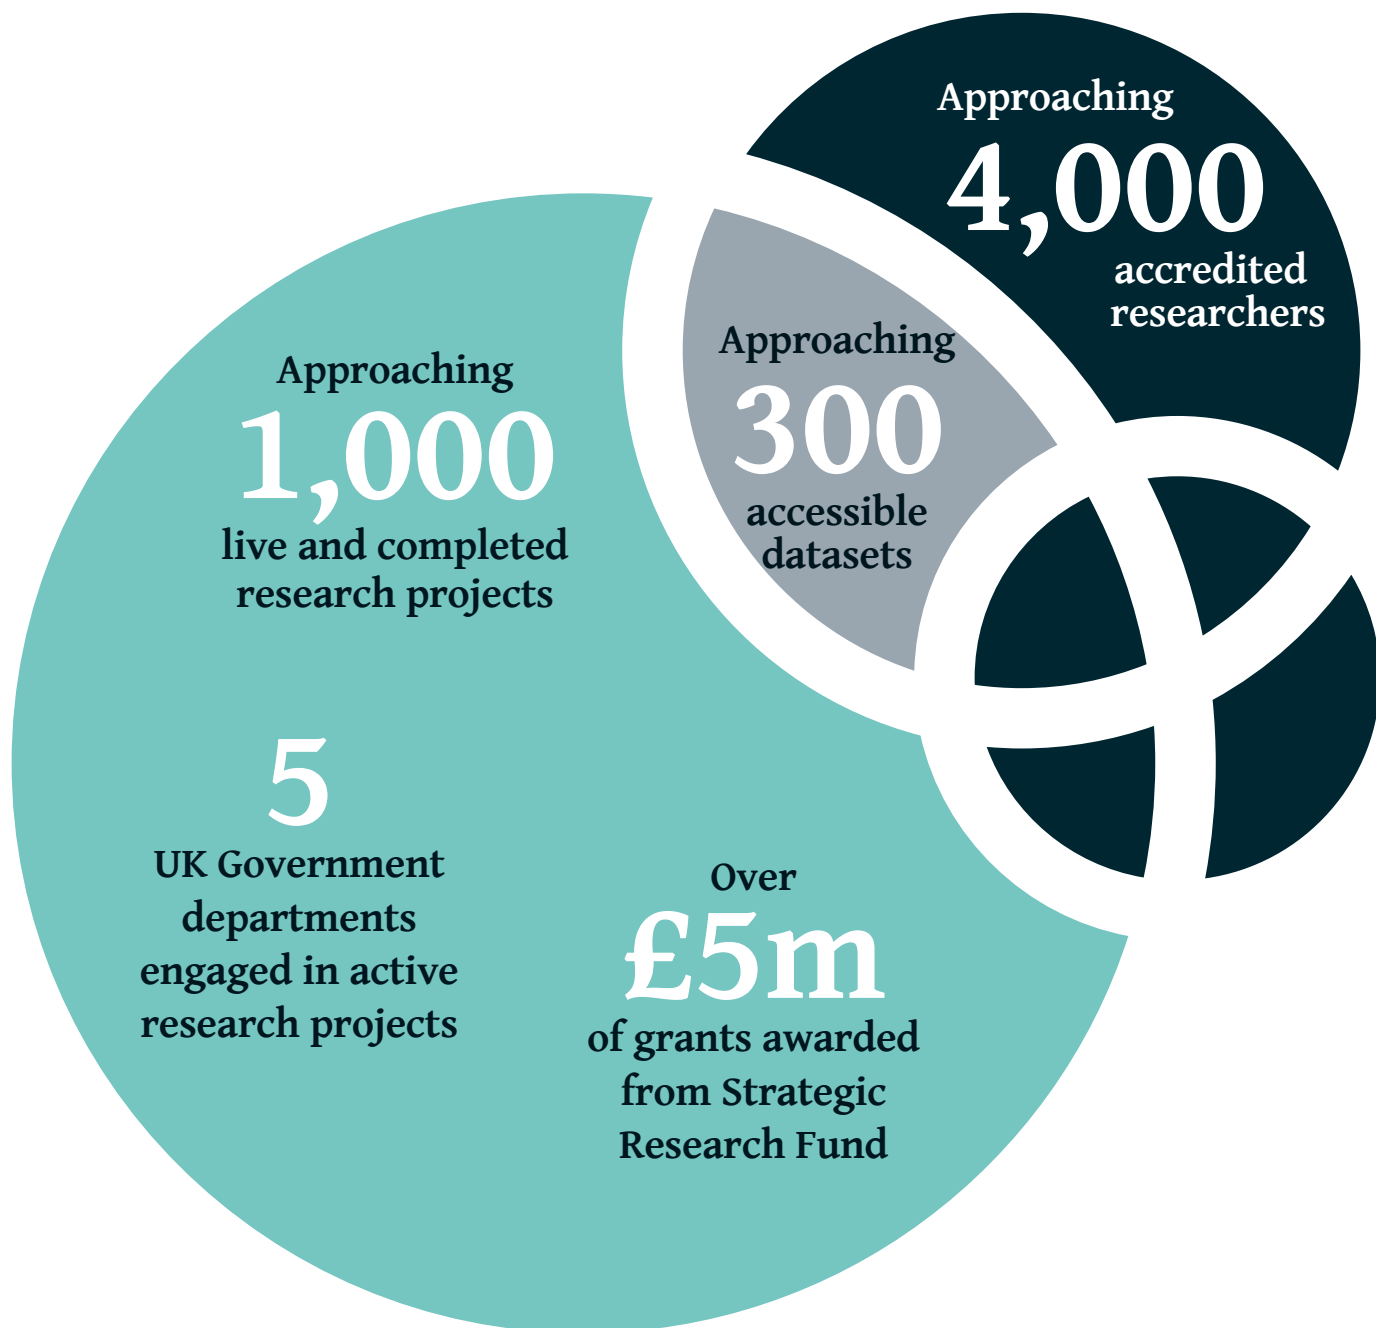 Approaching
4,000
accredited
researchers
Approaching
300
accessible
datasets
Approaching
1,000
live and completed
research projects
5
UK Government
departments
engaged in active
research projects
Over
£5m
of grants awarded
from Strategic
Research Fund